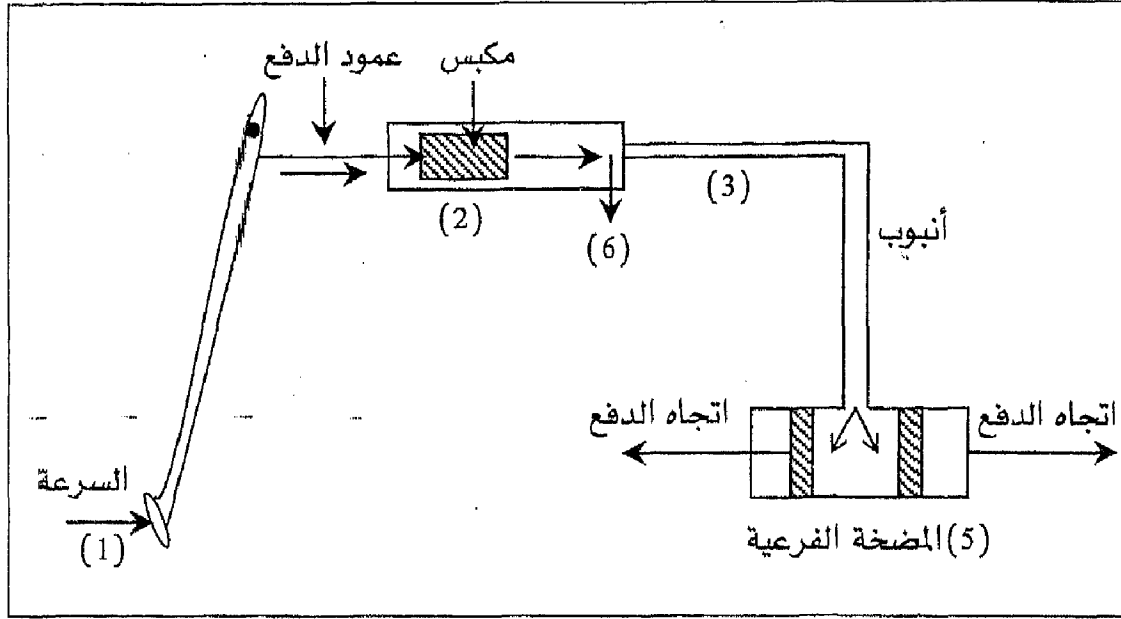 عمود الدفع
مكبس
(2)
(6)
(3)
أنبوب
اتجاه الدفع
اتجاه الدفع
السرعة
(1)
(5) المضخة الفرعية